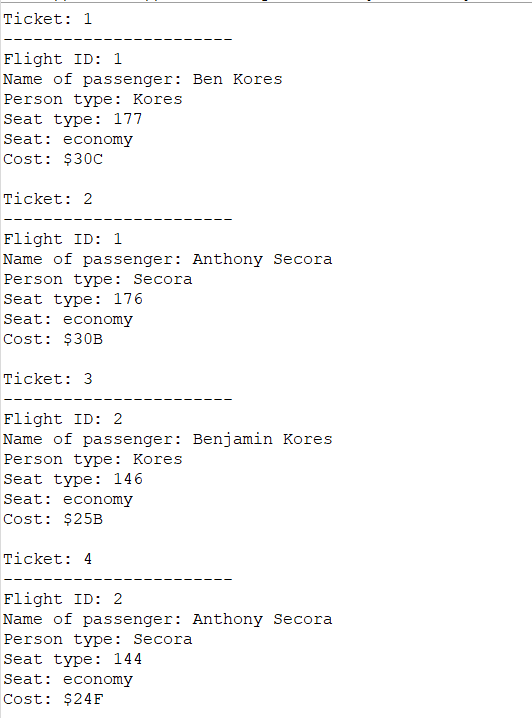 Ticket: 1
-----------------------
Flight ID: 1
Name of passenger: Ben Kores
Person type: Kores
Seat type: 177
Seat: economy
Cost: $30C
Ticket: 2
-----------------------
Flight ID: 1
Name of passenger: Anthony Secora
Person type: Secora
Seat type: 176
Seat: economy
Cost: $30B
Ticket: 3
-----------------------
Flight ID: 2
Name of passenger: Benjamin Kores
Person type: Kores
Seat type: 146
Seat: economy
Cost: $25B
Ticket: 4
-----------------------
Flight ID: 2
Name of passenger: Anthony Secora
Person type: Secora
Seat type: 144
Seat: economy
Cost: $24F